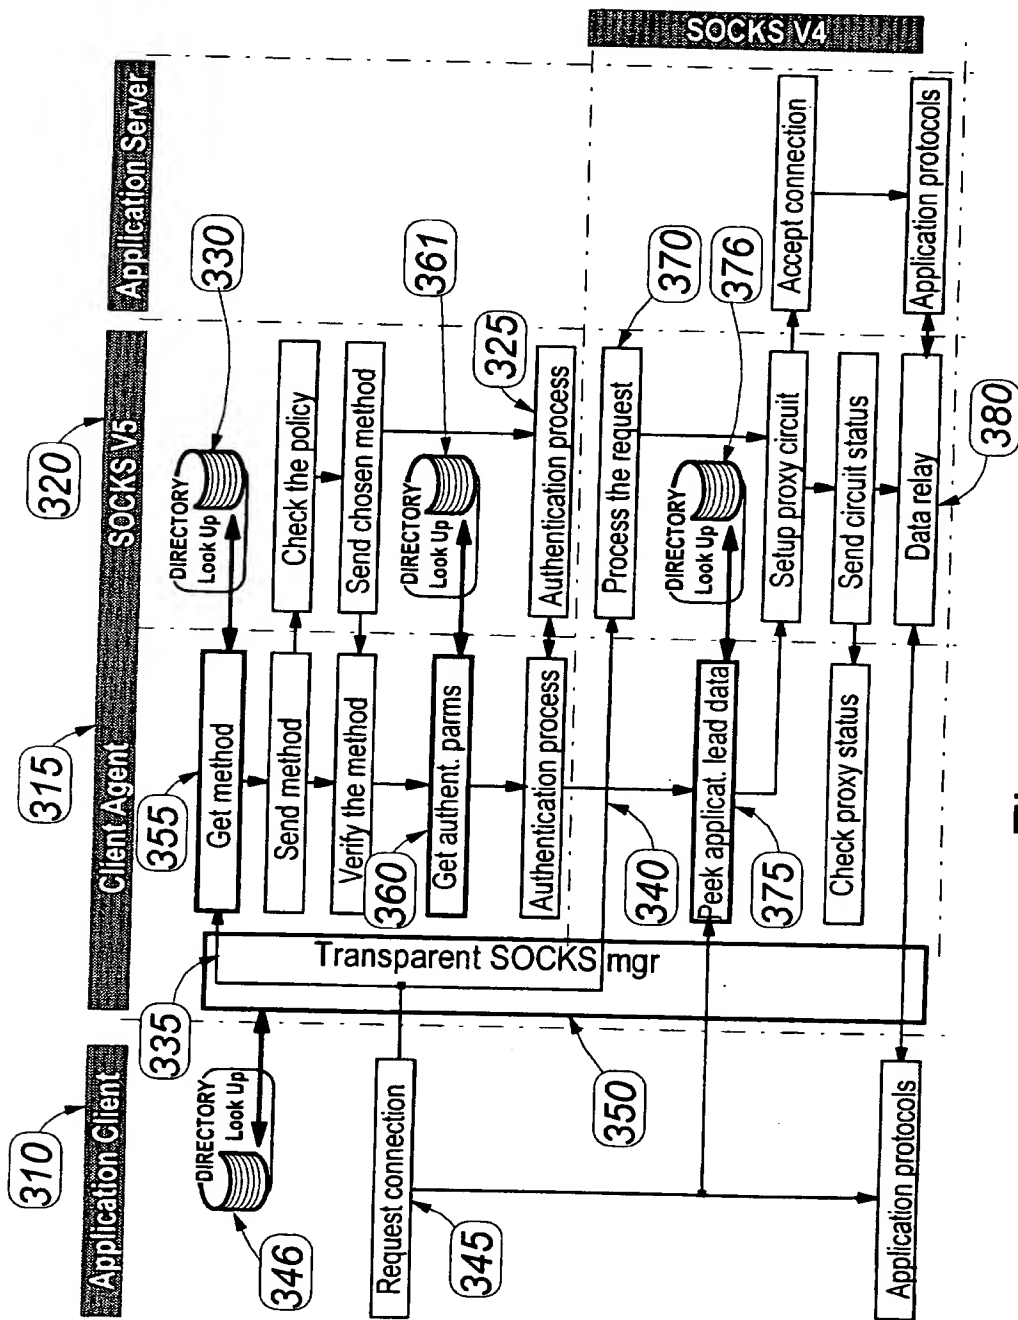 310
315
320
Application Client
Client Agent
SOCKS V5
Application Server
SOCKS V4
346
DIRECTORY
Look Up
335
355
Get method
DIRECTORY
Look Up
330
Send method
Check the policy
Transparent SOCKS mgr
Verify the method
Send chosen method
Request connection
345
360
Get authent. parms
DIRECTORY
Look Up
361
Authentication process
Authentication process
325
350
340
Process the request
370
Peek applicat. lead data
375
DIRECTORY
Look Up
376
Setup proxy circuit
Accept connection
Check proxy status
Send circuit status
Application protocols
Data relay
380
Application protocols